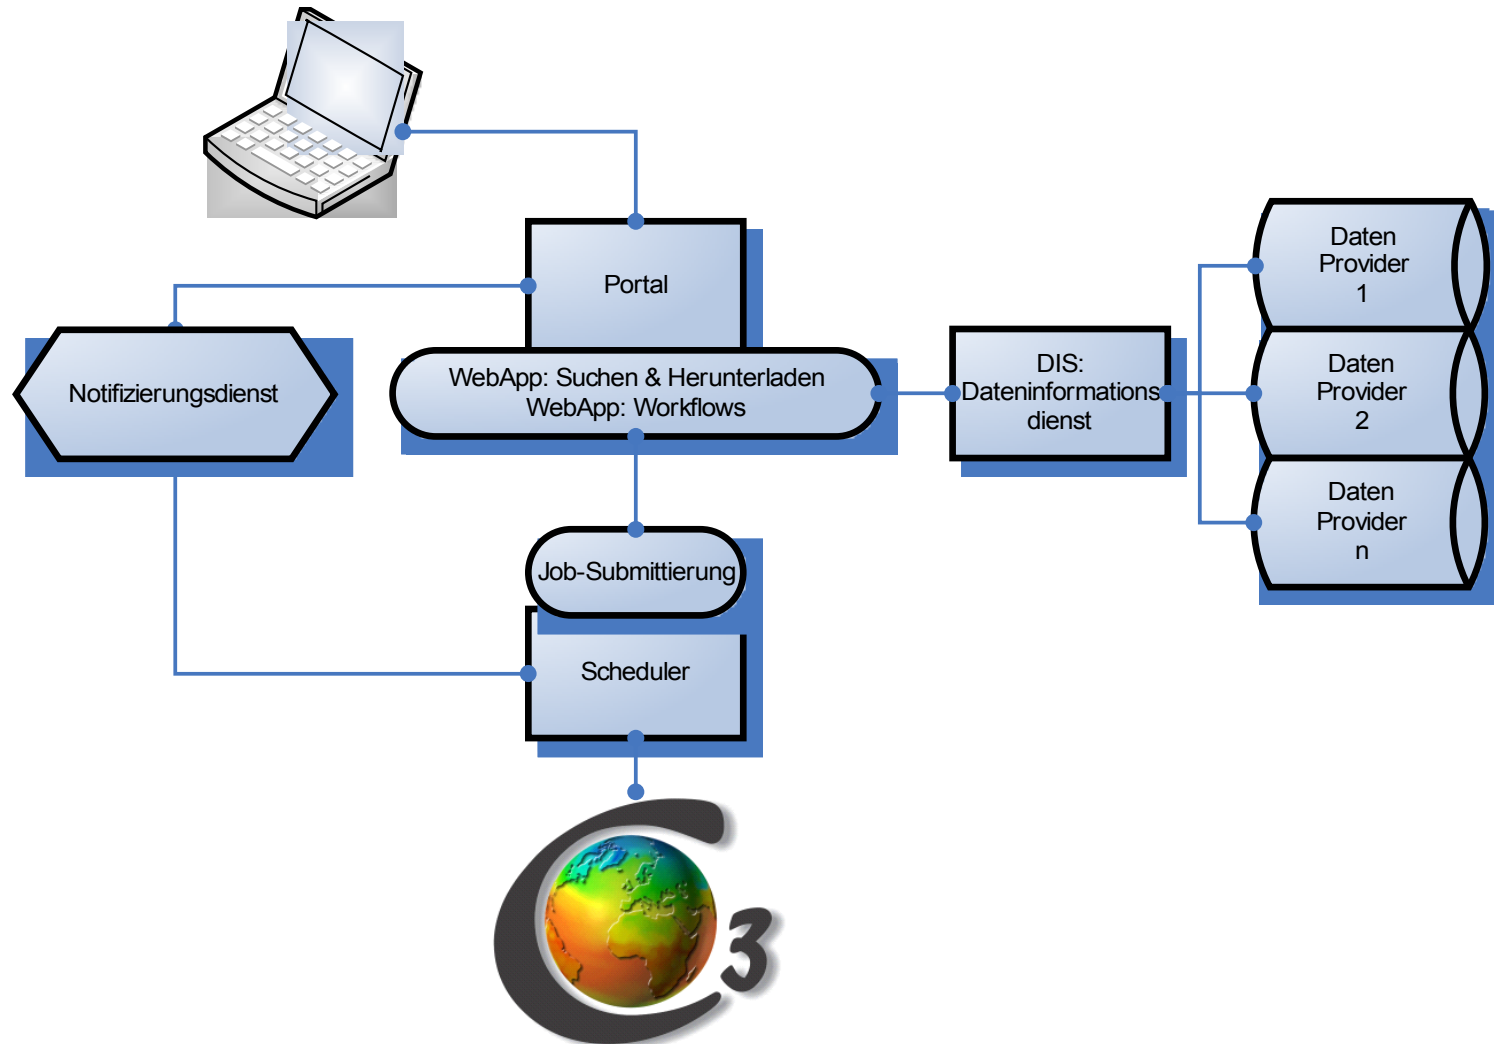 Portal
Notifizierungsdienst
WebApp: Suchen & Herunterladen
WebApp: Workflows
DIS:
Dateninformations
dienst
Daten
Provider
1
Daten
Provider
2
Daten
Provider
n
Job-Submittierung
Scheduler
C3